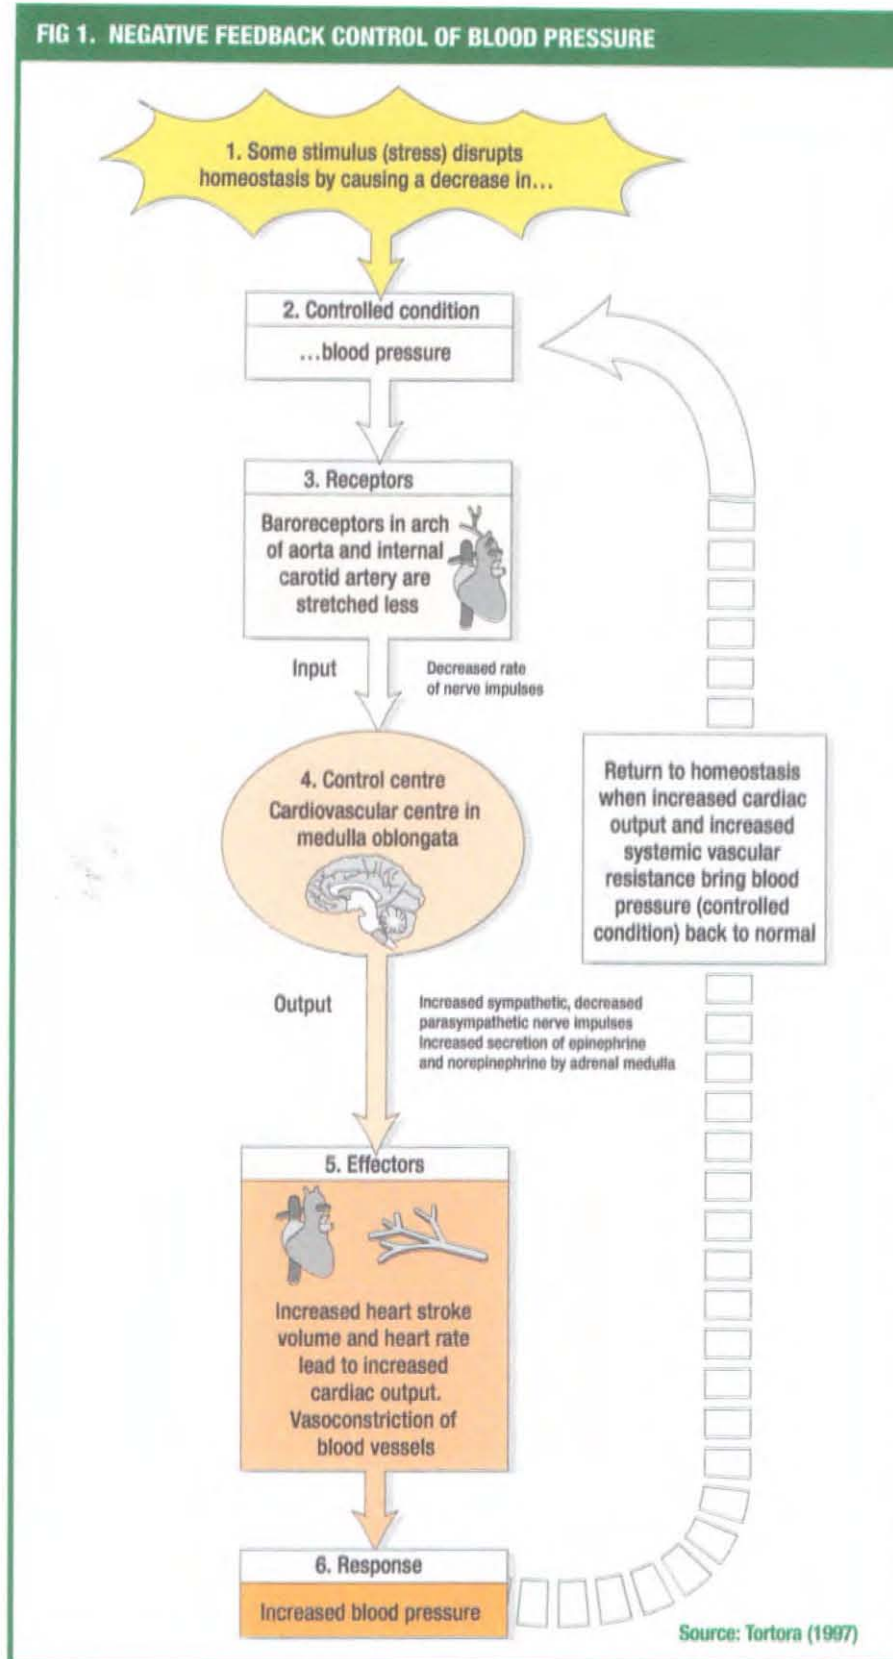 FIG 1. NEGATIVE FEEDBACK CONTROL OF BLOOD PRESSURE
1. Some stimulus (stress) disrupts
homeostasis by causing a decrease in...
2. Controlled condition
...blood pressure
3. Receptors
Baroreceptors in arch
of aorta and internal
carotid artery are
stretched less
Input
Decreased rate
of nerve impulses
4. Control centre
Cardiovascular centre in
medulla oblongata
Return to homeostasis
when increased cardiac
output and increased
systemic vascular
resistance bring blood
pressure (controlled
condition) back to normal
Output
Increased sympathetic, decreased
parasympathetic nerve impulses
Increased secretion of epinephrine
and norepinephrine by adrenal medulla
5. Effectors
Increased heart stroke
volume and heart rate
lead to increased
cardiac output.
Vasoconstriction of
blood vessels
6. Response
Increased blood pressure
Source: Tortora (1997)